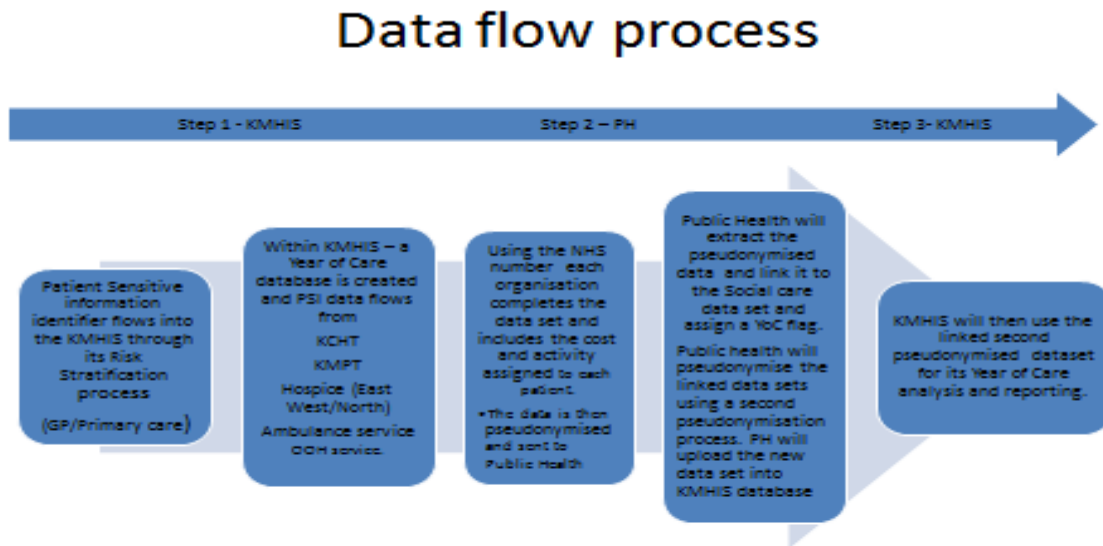 Data flow process
Step 1 - KMHIS
Step 2 – PH
Step 3- KMHIS
Patient Sensitive
information
identifier flows into
the KMHIS through
its Risk
Stratification
process
(GP/Primary care)
Within KMHIS – a
Year of Care
database is created
and PSI data flows
from
KCHT
KMPT
Hospice (East
West/North)
Ambulance service
OOH service.
Using the NHS
number each
organisation
completes the
data set and
includes the cost
and activity
assigned to each
patient.
•The data is then
pseudonymised
and sent to
Public Health
Public Health will
extract the
pseudonymised
data and link it to
the Social care
data set and
assign a YoC flag.
Public health will
pseudonymise the
linked data sets
using a second
pseudonymisation
process. PH will
upload the new
data set into
KMHIS database
KMHIS will then use the
linked second
pseudonymised dataset
for its Year of Care
analysis and reporting.